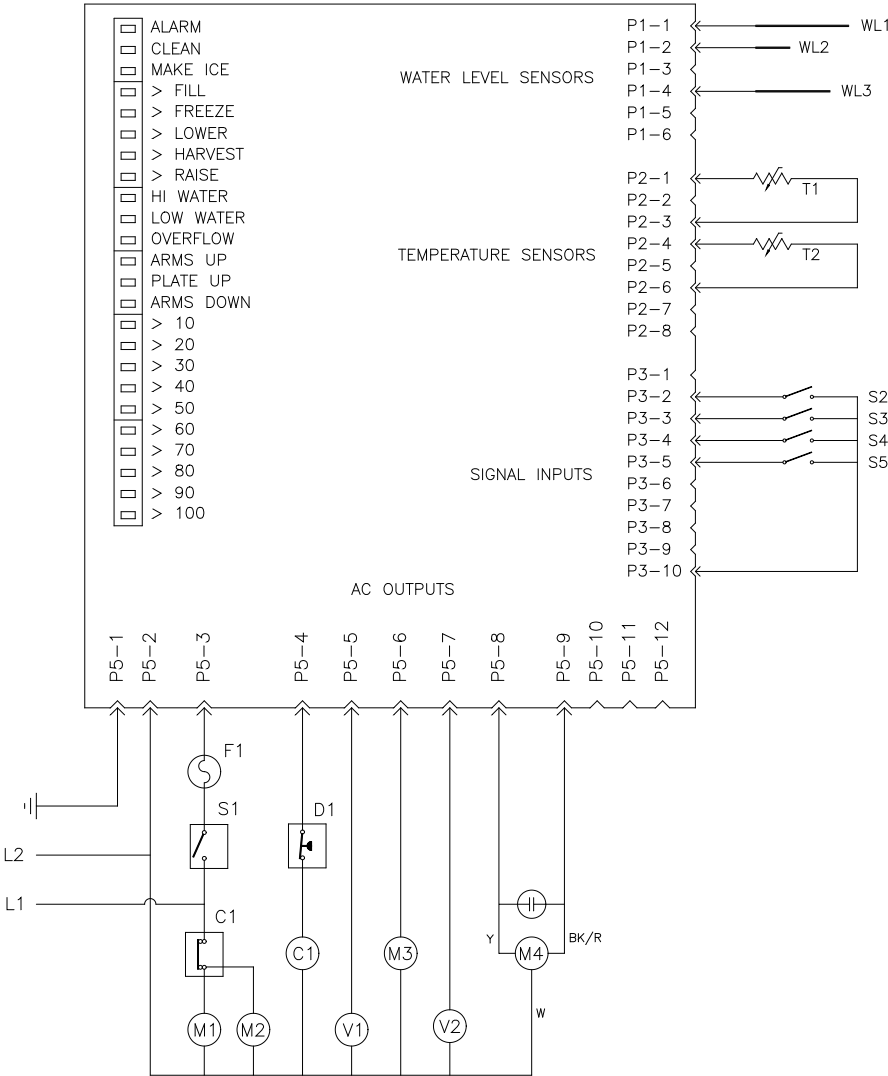 ALARM
CLEAN
MAKE ICE
> FILL
> FREEZE
> LOWER
> HARVEST
> RAISE
HI WATER
LOW WATER
OVERFLOW
ARMS UP
PLATE UP
ARMS DOWN
> 10
> 20
> 30
> 40
> 50
> 60
> 70
> 80
> 90
> 100
WATER LEVEL SENSORS
P1-1 WL1
P1-2 WL2
P1-3
P1-4 WL3
P1-5
P1-6
TEMPERATURE SENSORS
P2-1 T1
P2-2
P2-3
P2-4 T2
P2-5
P2-6
P2-7
P2-8
SIGNAL INPUTS
P3-1
P3-2 S2
P3-3 S3
P3-4 S4
P3-5 S5
P3-6
P3-7
P3-8
P3-9
P3-10
AC OUTPUTS
P5-1 P5-2 P5-3 P5-4 P5-5 P5-6 P5-7 P5-8 P5-9 P5-10 P5-11 P5-12
F1
S1 D1
L2
L1
C1
Y BK/R
C1 M3 M4
W
M1 M2 V1 V2